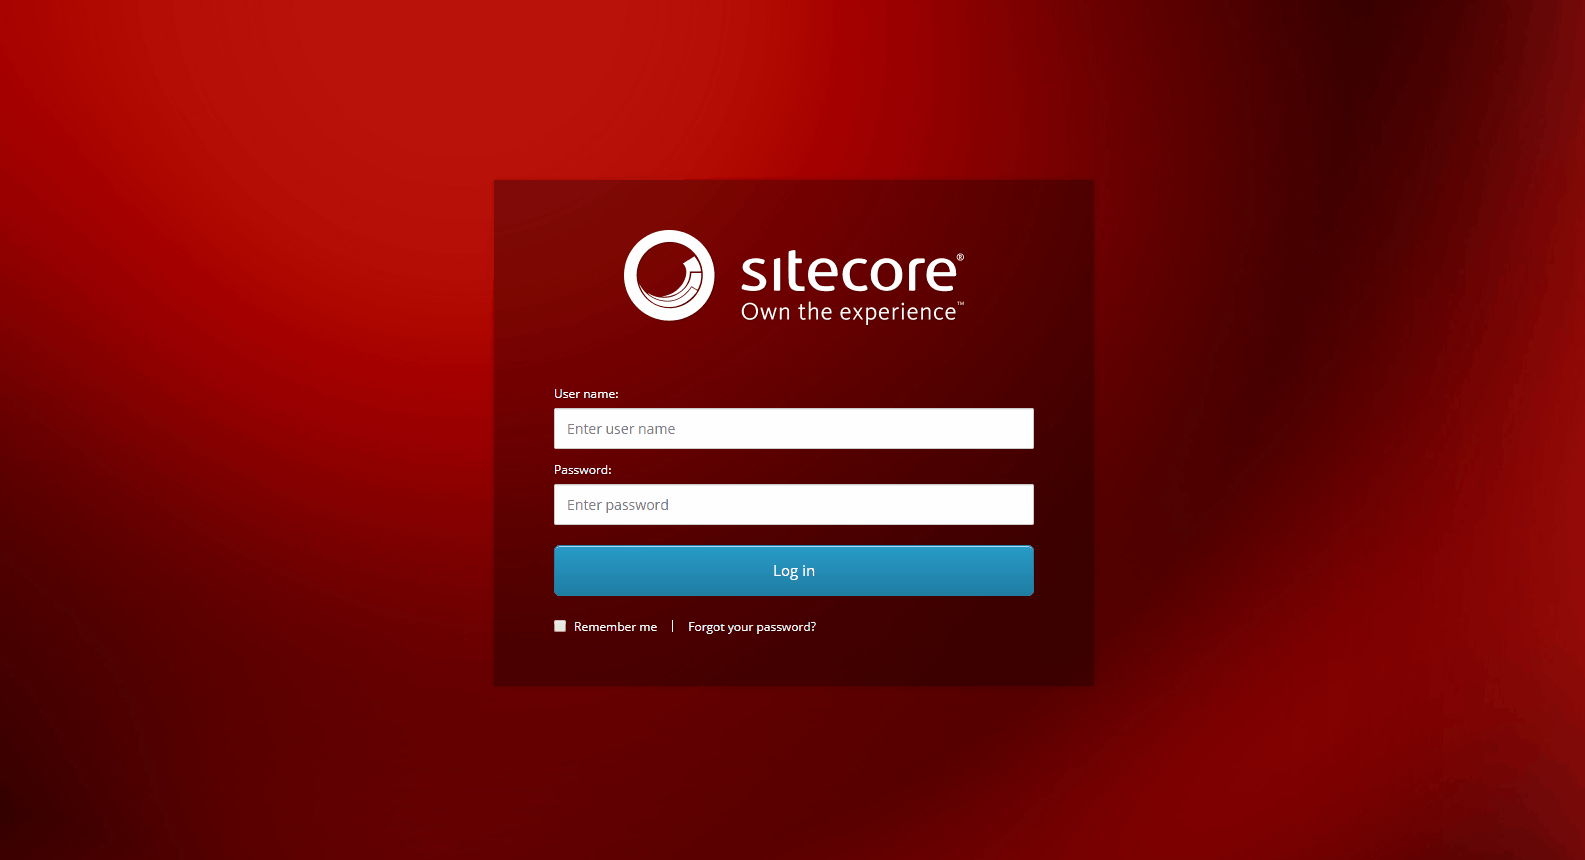 sitecore®
Own the experience™
User name:
Enter user name
Password:
Enter password
Log in
Remember me | Forgot your password?